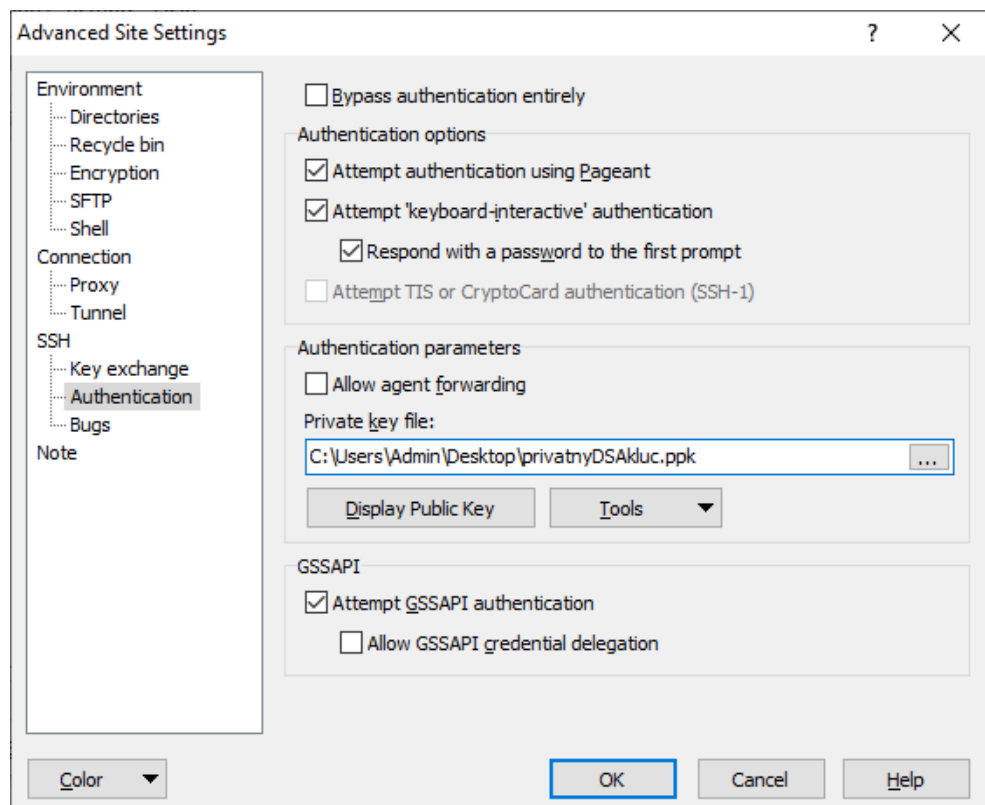 Advanced Site Settings
?
Environment
Directories
Recycle bin
Encryption
SFTP
Shell
Connection
Proxy
Tunnel
SSH
Key exchange
Authentication
Bugs
Note
Bypass authentication entirely
Authentication options
Attempt authentication using Pageant
Attempt 'keyboard-interactive' authentication
Respond with a password to the first prompt
Attempt TIS or CryptoCard authentication (SSH-1)
Authentication parameters
Allow agent forwarding
Private key file:
C:\Users\Admin\Desktop\privatnyDSAkluc.ppk
...
Display Public Key
Tools
GSSAPI
Attempt GSSAPI authentication
Allow GSSAPI credential delegation
Color
OK
Cancel
Help